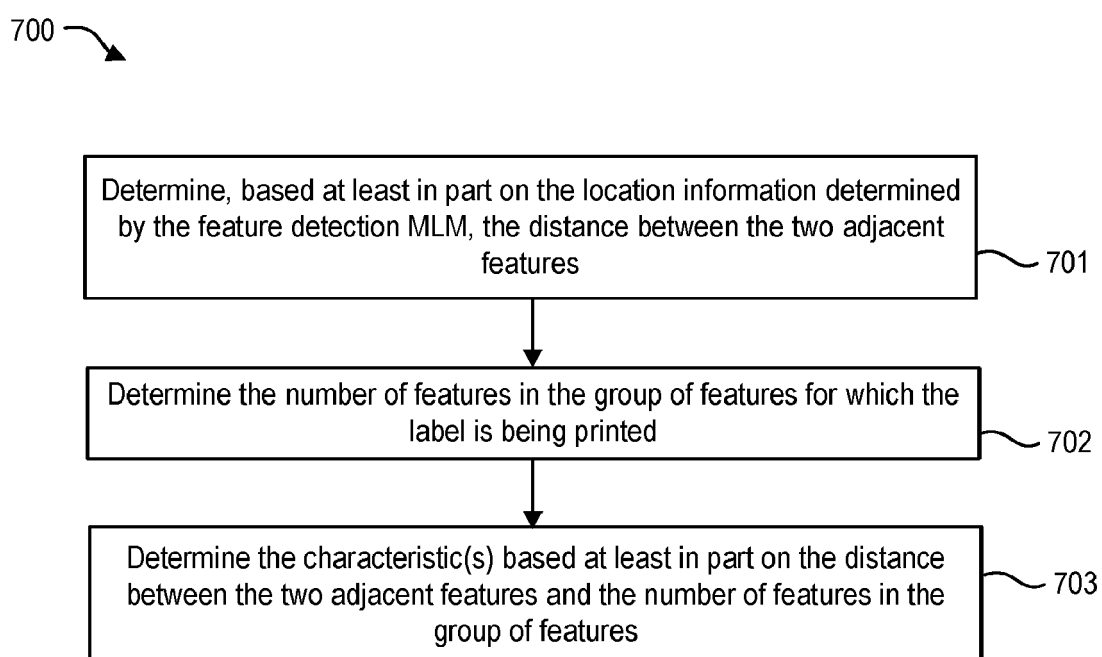 700
Determine, based at least in part on the location information determined
by the feature detection MLM, the distance between the two adjacent
features
701
Determine the number of features in the group of features for which the
label is being printed
702
Determine the characteristic(s) based at least in part on the distance
between the two adjacent features and the number of features in the
group of features
703